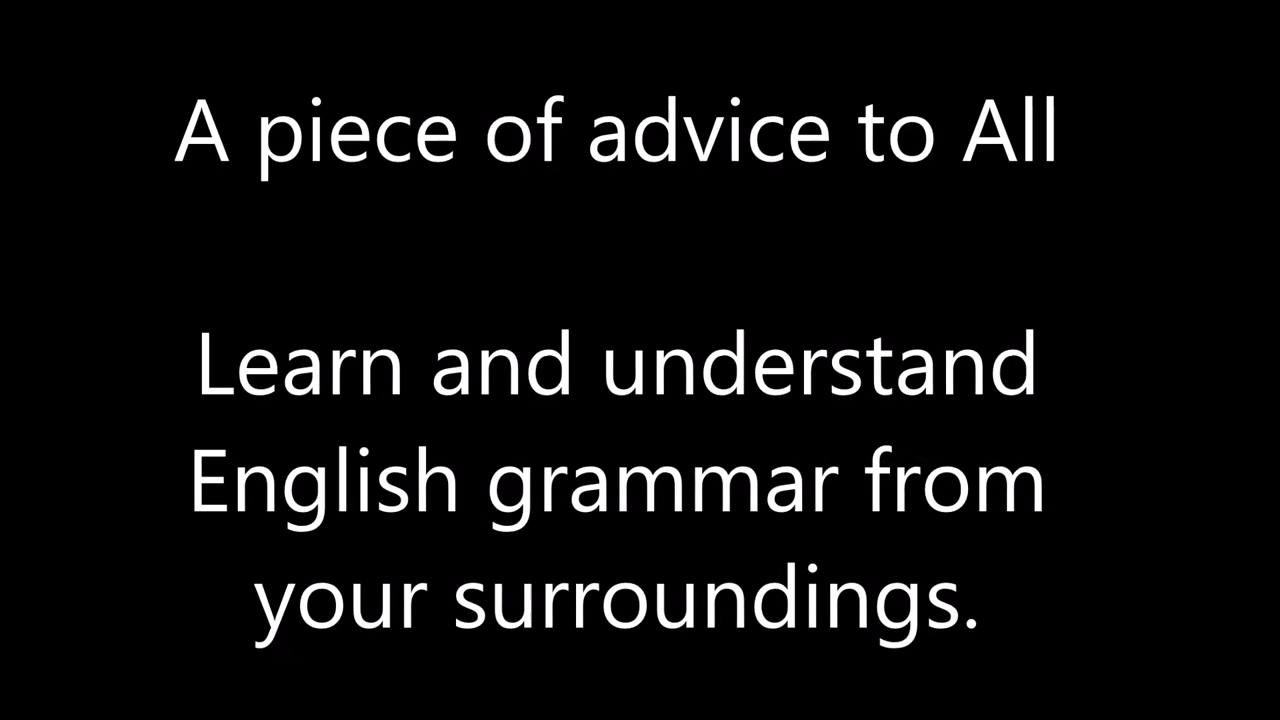 A piece of advice to All
Learn and understand
English grammar from
your surroundings.